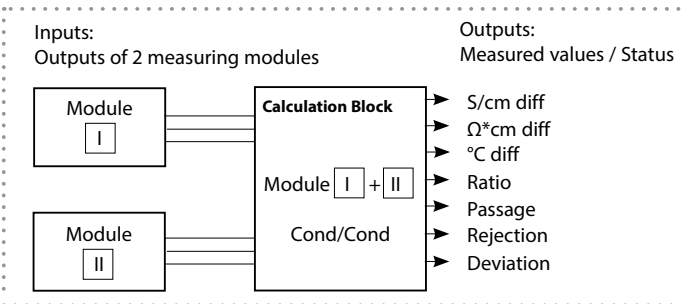 Inputs:
Outputs of 2 measuring modules
Outputs:
Measured values / Status
Module
I
Module
II
Calculation Block
Module I + II
Cond/Cond
S/cm diff
Ω*cm diff
°C diff
Ratio
Passage
Rejection
Deviation